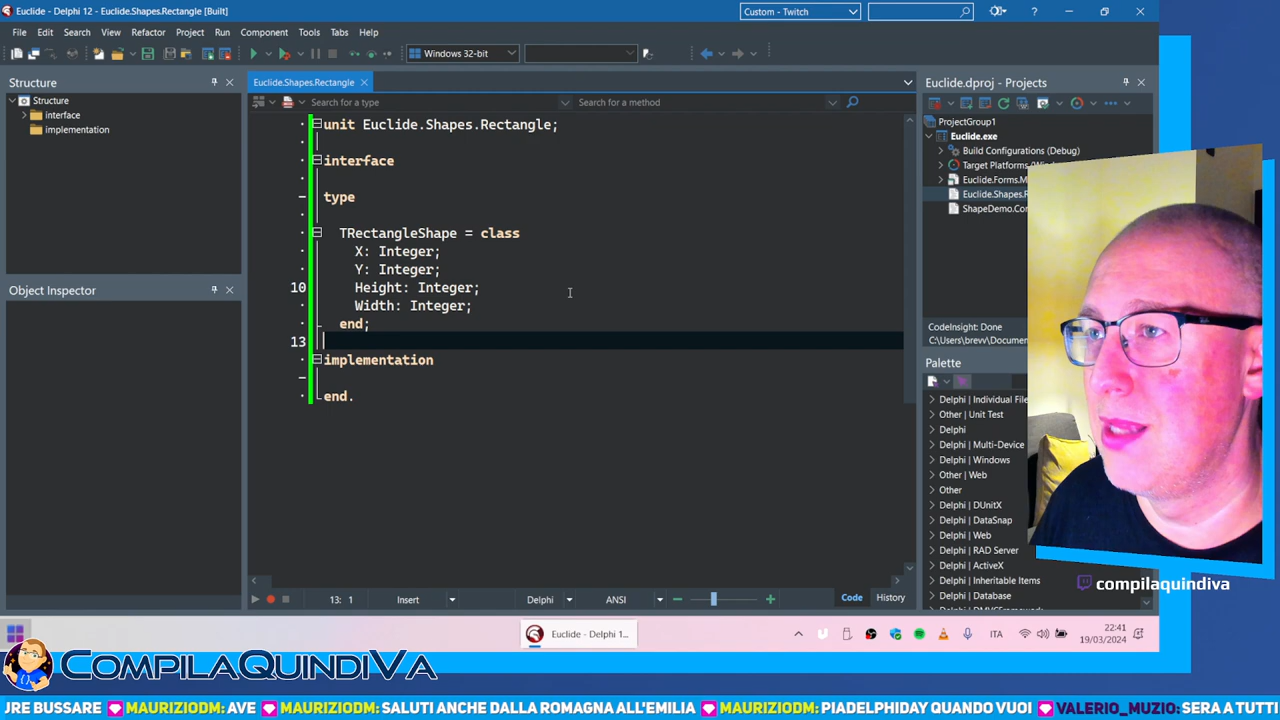 Euclide - Delphi 12 - Euclide.Shapes.Rectangle [Built]
Custom - Twitch
File Edit Search View Refactor Project Run Component Tools Tabs Help
Windows 32-bit
Structure
Structure
interface
implementation
Object Inspector
Euclide.Shapes.Rectangle
Search for a type
Search for a method
unit Euclide.Shapes.Rectangle;
interface
type
TRectangleShape = class
X: Integer;
Y: Integer;
10 Height: Integer;
Width: Integer;
end;
13
implementation
end.
13: 1 Insert Delphi ANSI Code History
Euclide.dproj - Projects
ProjectGroup1
Euclide.exe
Build Configurations (Debug)
Target Platforms (Win
Euclide.Forms.M
Euclide.Shapes.R
ShapeDemo.Co
CodeInsight: Done
C:\Users\brevv\Docume
Palette
Delphi | Individual File
Other | Unit Test
Delphi
Delphi | Multi-Device
Delphi | Windows
Other | Web
Other
Delphi | DUnitX
Delphi | DataSnap
Delphi | Web
Delphi | RAD Server
Delphi | ActiveX
Delphi | Inheritable Items
Delphi | Database
compilaquindiva
Euclide - Delphi 1...
ITA
22:41
19/03/2024
COMPILAQUINDIVA
JRE BUSSARE MAURIZIODM: AVE MAURIZIODM: SALUTI ANCHE DALLA ROMAGNA ALL'EMILIA MAURIZIODM: PIADELPHIDAY QUANDO VUOI VALERIO_MUZIO: SERA A TUTTI